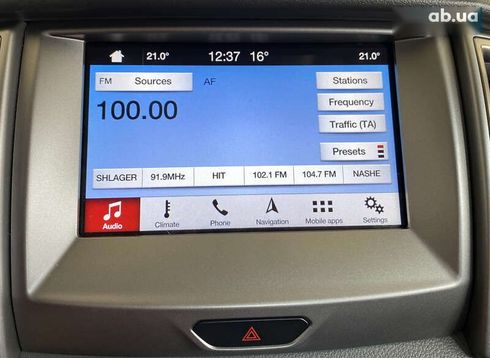 ab.ua
21.0° 12:37 16° 21.0°
FM Sources AF Stations
100.00
Frequency
Traffic (TA)
Presets
SHLAGER 91.9MHz HIT 102.1 FM 104.7 FM NASHE
Audio Climate Phone Navigation Mobile apps Settings